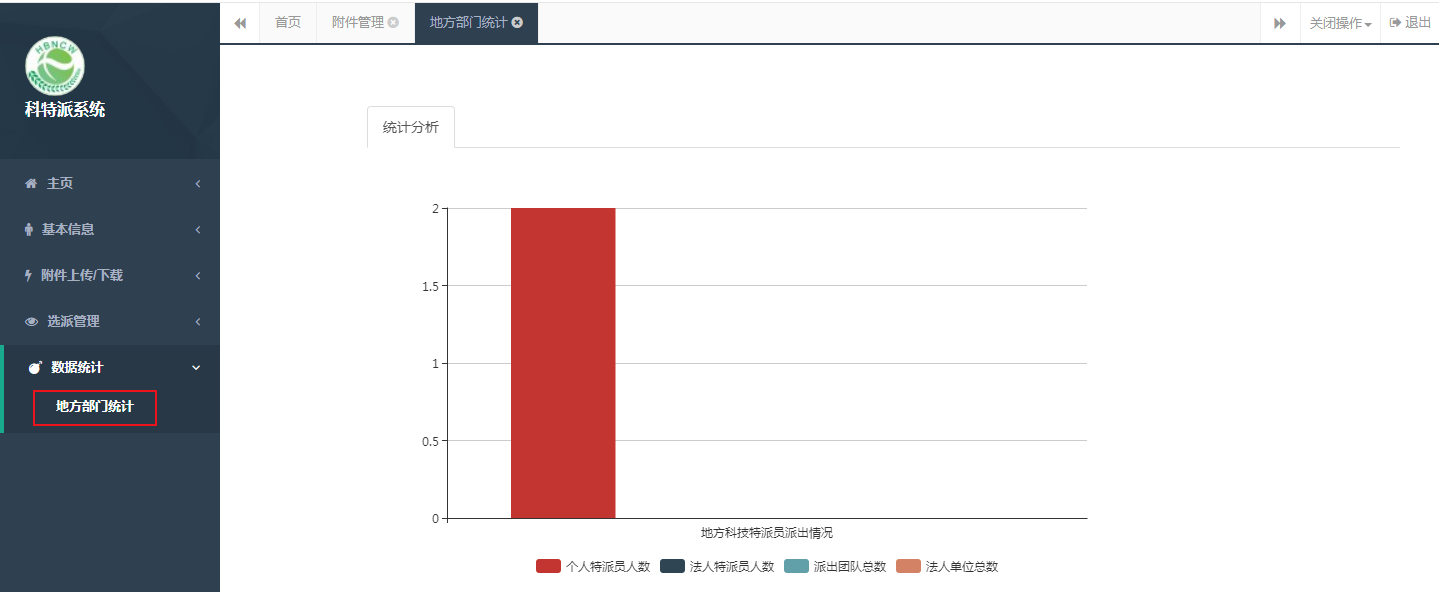 HBNCW
科特派系统
主页
基本信息
附件上传/下载
选派管理
数据统计
地方部门统计
首页 附件管理 地方部门统计 关闭操作 退出
统计分析
2
1.5
1
0.5
0
地方科技特派员派出情况
个人特派员人数 法人特派员人数 派出团队总数 法人单位总数